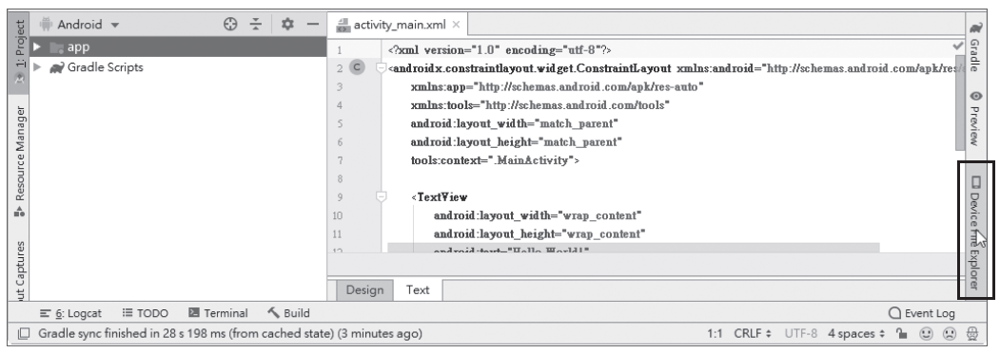 1: Project
Resource Manager
ut Captures
Android
app
Gradle Scripts
activity_main.xml
1 <?xml version="1.0" encoding="utf-8"?>
2 C <androidx.constraintlayout.widget.ConstraintLayout xmlns:android="http://schemas.android.com/apk/res/
3 xmlns:app="http://schemas.android.com/apk/res-auto"
4 xmlns:tools="http://schemas.android.com/tools"
5 android:layout_width="match_parent"
6 android:layout_height="match_parent"
7 tools:context=".MainActivity">
8
9 <TextView
10 android:layout_width="wrap_content"
11 android:layout_height="wrap_content"
12 android:text="Hello World!"
Design Text
Gradle
Preview
Device File Explorer
6: Logcat TODO Terminal Build Event Log
Gradle sync finished in 28 s 198 ms (from cached state) (3 minutes ago) 1:1 CRLF UTF-8 4 spaces